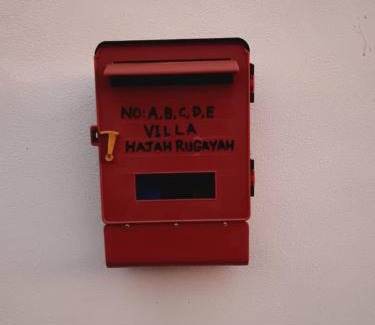 NO: A, B, C, D, E
VILLA
HAJAH RUGAYAH